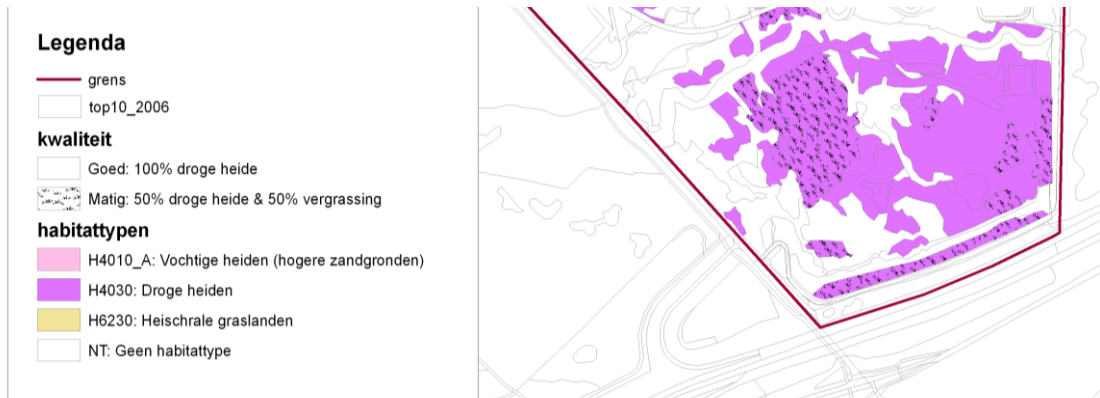 Legenda
grens
top10_2006
kwaliteit
Goed: 100% droge heide
Matig: 50% droge heide & 50% vergrassing
habitattypen
H4010_A: Vochtige heiden (hogere zandgronden)
H4030: Droge heiden
H6230: Heischrale graslanden
NT: Geen habitattype